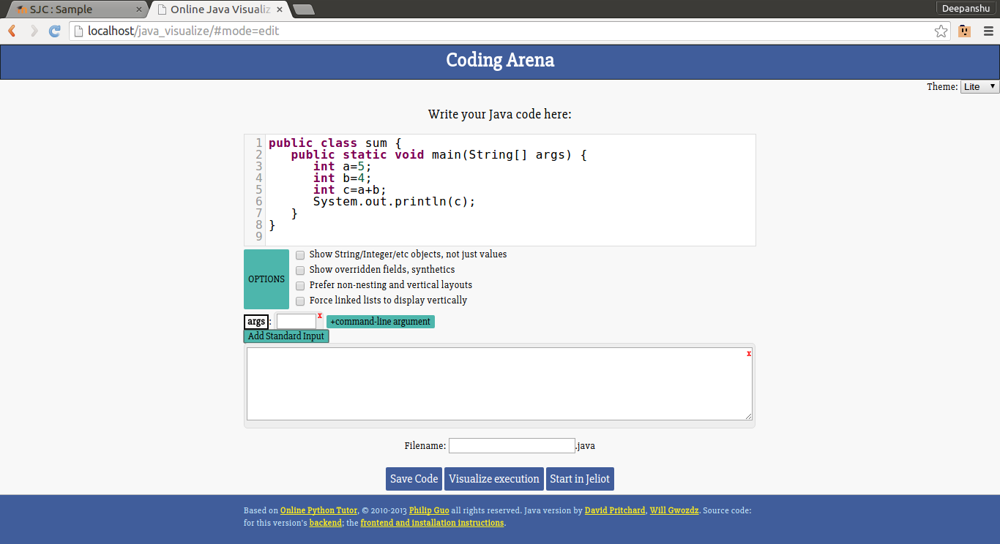 SJC : Sample × Online Java Visualiz × Deepanshu
localhost/java_visualize/#mode=edit
Coding Arena
Theme: Lite
Write your Java code here:
1 public class sum {
2    public static void main(String[] args) {
3       int a=5;
4       int b=4;
5       int c=a+b;
6       System.out.println(c);
7    }
8 }
9
OPTIONS
Show String/Integer/etc objects, not just values
Show overridden fields, synthetics
Prefer non-nesting and vertical layouts
Force linked lists to display vertically
args : x +command-line argument
Add Standard Input
x
Filename: .java
Save Code Visualize execution Start in Jeliot
Based on Online Python Tutor, © 2010-2013 Philip Guo all rights reserved. Java version by David Pritchard, Will Gwozdz. Source code:
for this version's backend; the frontend and installation instructions.